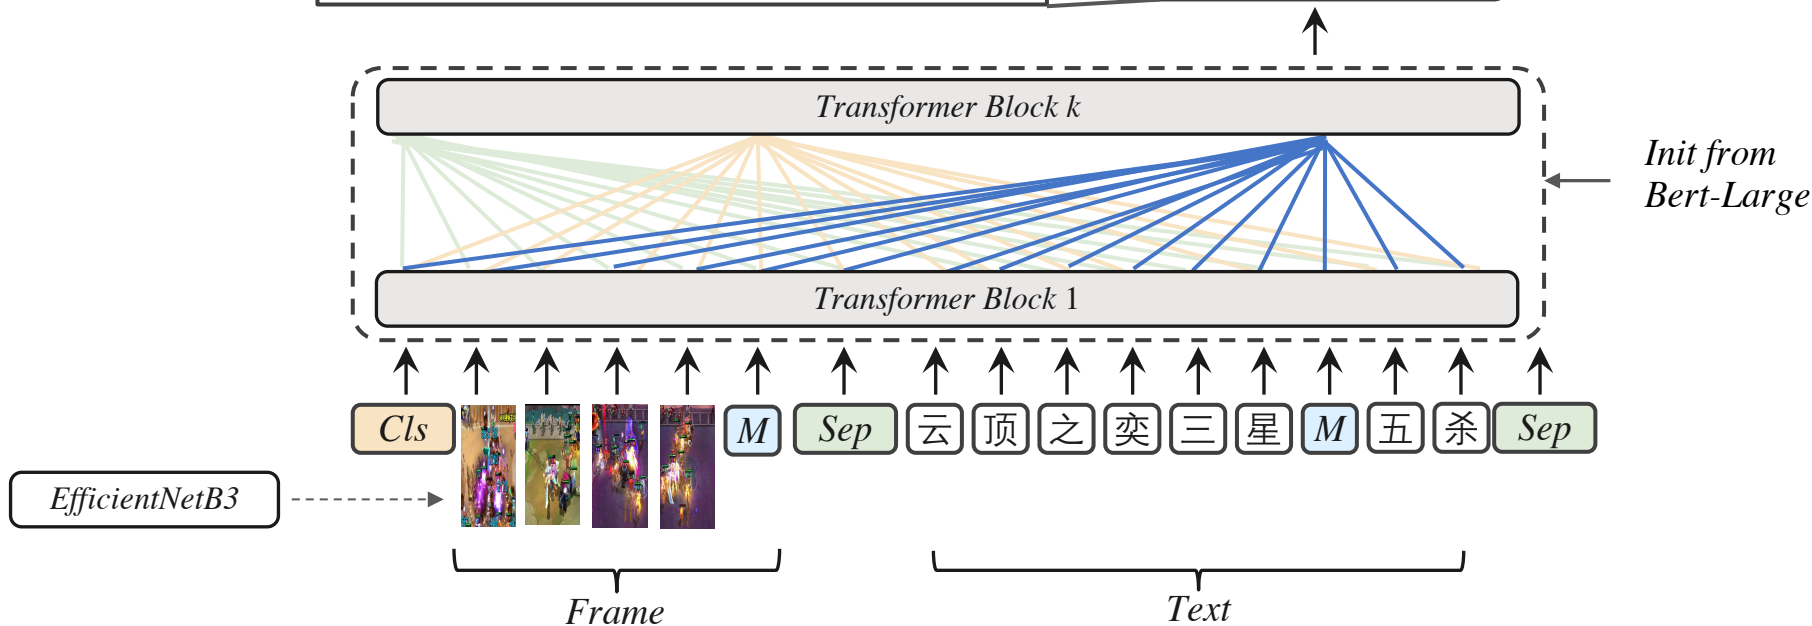 Transformer Block k
Init from
Bert-Large
Transformer Block 1
Cls M Sep 云 顶 之 奕 三 星 M 五 杀 Sep
EfficientNetB3
Frame
Text